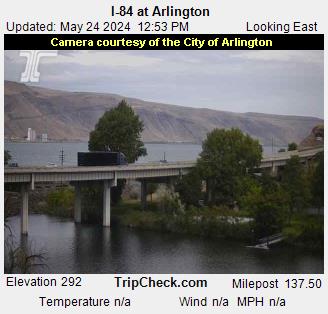 I-84 at Arlington
Updated: May 24 2024 12:53 PM Looking East
Camera courtesy of the City of Arlington
Elevation 292 TripCheck.com Milepost 137.50
Temperature n/a Wind n/a MPH n/a